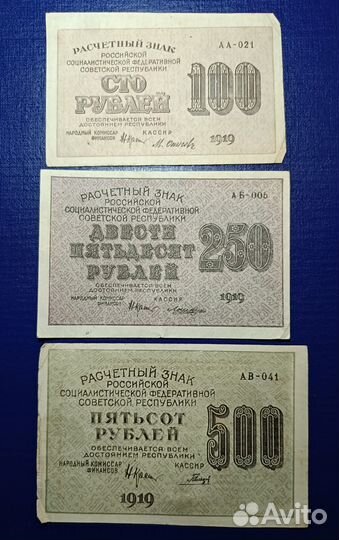 РАСЧЕТНЫЙ ЗНАК АА-021
РОССИЙСКОЙ
СОЦИАЛИСТИЧЕСКОЙ ФЕДЕРАТИВНОЙ
СОВЕТСКОЙ РЕСПУБЛИКИ
СТО
РУБЛЕЙ 100
ОБЕСПЕЧИВАЕТСЯ ВСЕМ
ДОСТОЯНИЕМ РЕСПУБЛИКИ
НАРОДНЫЙ КОМИССАР
ФИНАНСОВ КАССИР
1919
РАСЧЕТНЫЙ ЗНАК АБ-006
РОССИЙСКОЙ
СОЦИАЛИСТИЧЕСКОЙ ФЕДЕРАТИВНОЙ
СОВЕТСКОЙ РЕСПУБЛИКИ
ДВЕСТИ
ПЯТЬДЕСЯТ
РУБЛЕЙ 250
ОБЕСПЕЧИВАЕТСЯ ВСЕМ
ДОСТОЯНИЕМ РЕСПУБЛИКИ
НАРОДНЫЙ КОМИССАР
ФИНАНСОВ КАССИР
1919
РАСЧЕТНЫЙ ЗНАК АВ-041
РОССИЙСКОЙ
СОЦИАЛИСТИЧЕСКОЙ ФЕДЕРАТИВНОЙ
СОВЕТСКОЙ РЕСПУБЛИКИ
ПЯТЬСОТ
РУБЛЕЙ 500
ОБЕСПЕЧИВАЕТСЯ ВСЕМ
ДОСТОЯНИЕМ РЕСПУБЛИКИ
НАРОДНЫЙ КОМИССАР
ФИНАНСОВ КАССИР
1919
Avito